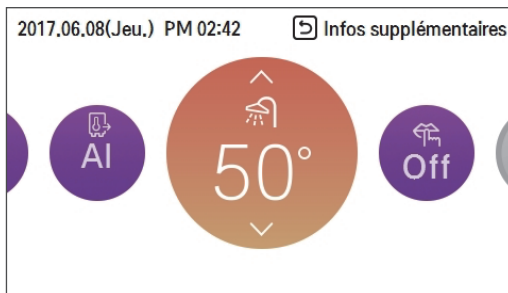 2017.06.08(Jeu.) PM 02:42
Infos supplémentaires
AI
50°
Off